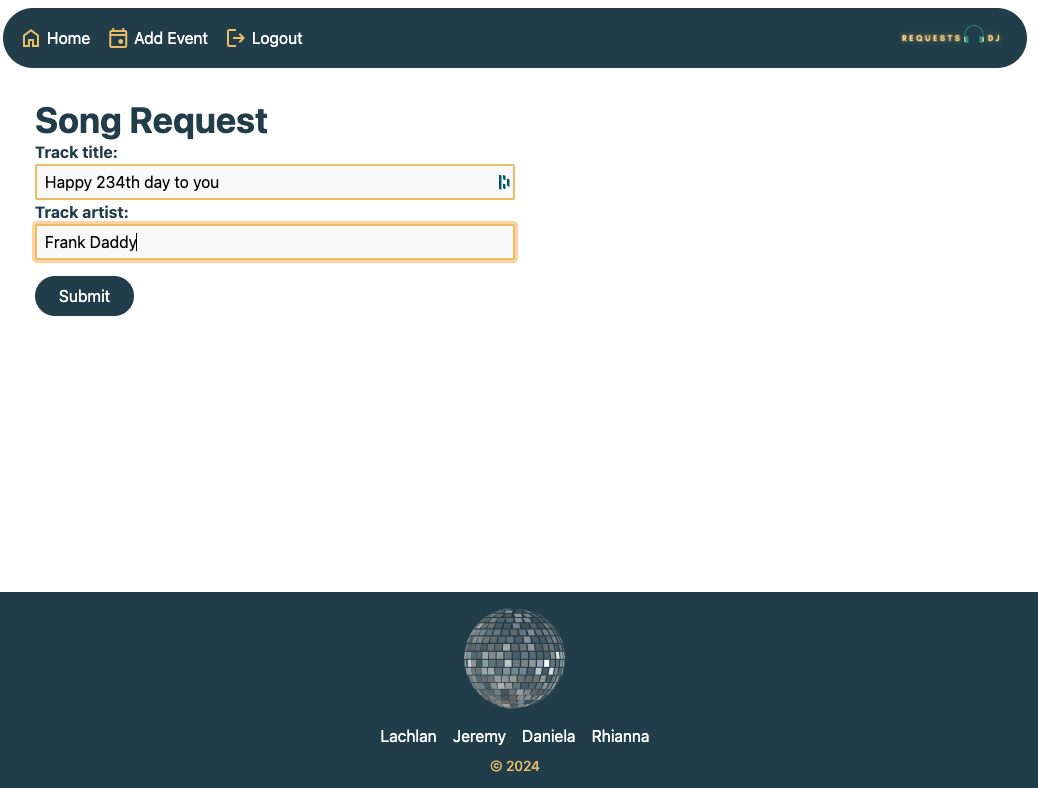 Home Add Event Logout REQUESTS DJ
Song Request
Track title:
Happy 234th day to you
Track artist:
Frank Daddy
Submit
Lachlan Jeremy Daniela Rhianna
© 2024